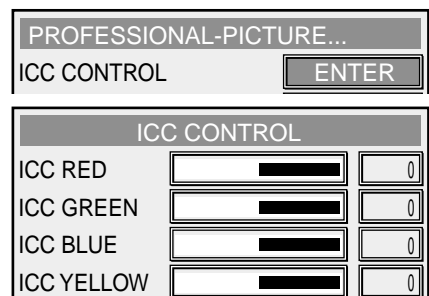 PROFESSIONAL-PICTURE...
ICC CONTROL ENTER
ICC CONTROL
ICC RED 0
ICC GREEN 0
ICC BLUE 0
ICC YELLOW 0